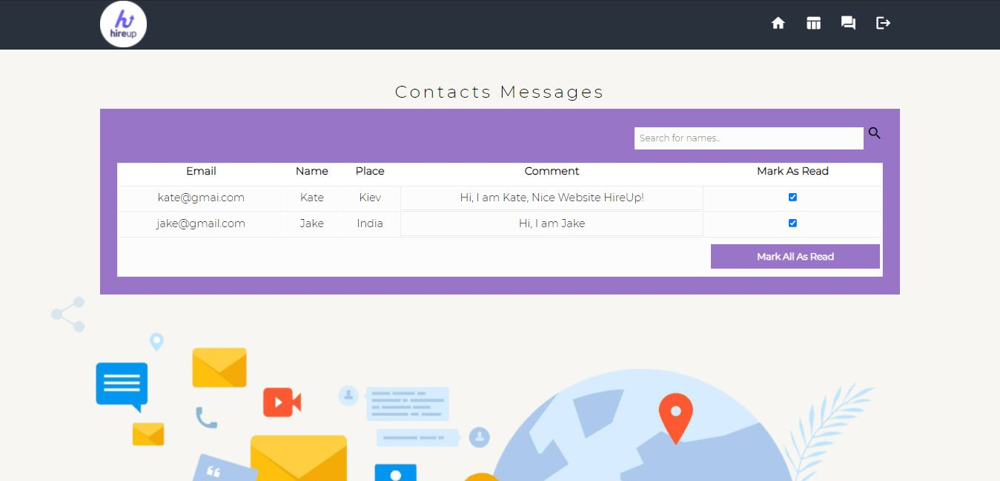 hireup
Contacts Messages
Search for names..
Email Name Place Comment Mark As Read
kate@gmai.com Kate Kiev Hi, I am Kate, Nice Website HireUp!
jake@gmail.com Jake India Hi, I am Jake
Mark All As Read